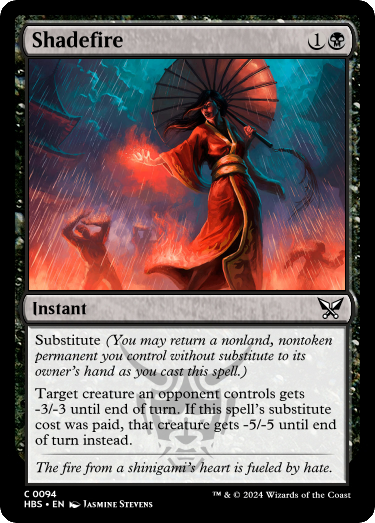 Shadefire 1
Instant
Substitute (You may return a nonland, nontoken
permanent you control without substitute to its
owner's hand as you cast this spell.)
Target creature an opponent controls gets
-3/-3 until end of turn. If this spell's substitute
cost was paid, that creature gets -5/-5 until end
of turn instead.
The fire from a shinigami's heart is fueled by hate.
C 0094
HBS • EN Jasmine Stevens
™ & © 2024 Wizards of the Coast